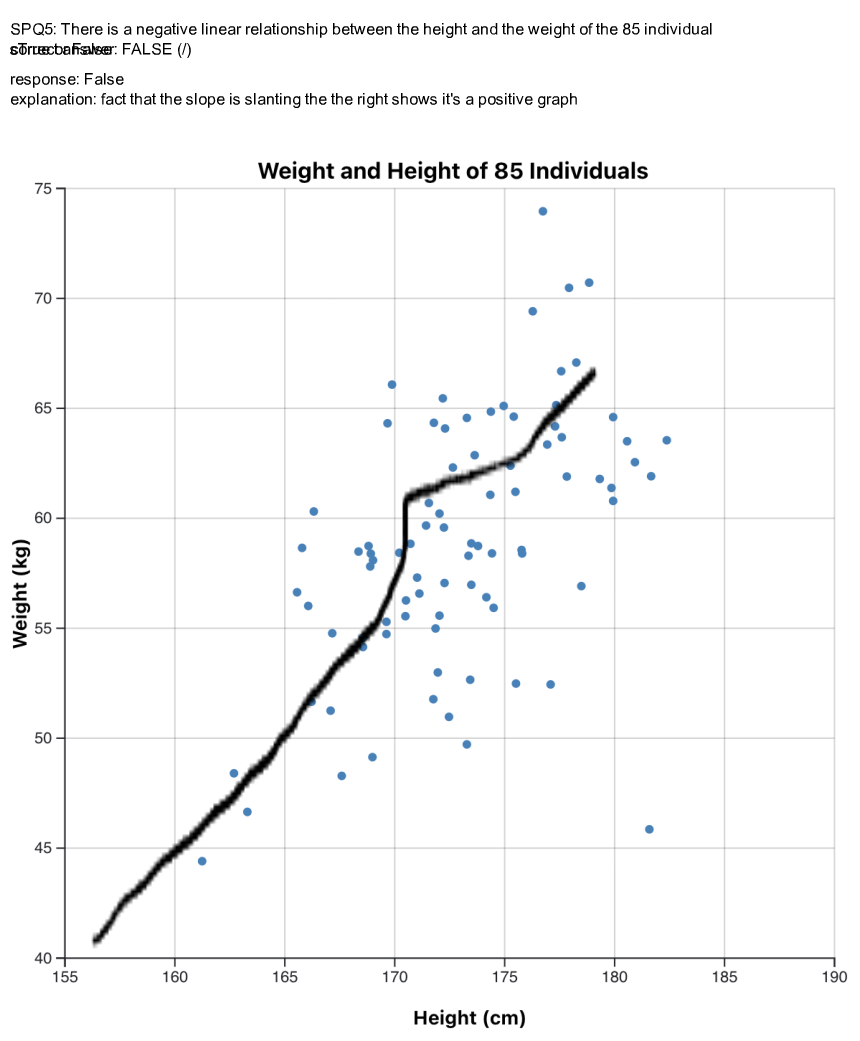 SPQ5: There is a negative linear relationship between the height and the weight of the 85 individual
correct answer: FALSE (/)
response: False
explanation: fact that the slope is slanting the the right shows it's a positive graph
Weight and Height of 85 Individuals
75
70
65
60
55
50
45
40
Weight (kg)
155 160 165 170 175 180 185 190
Height (cm)